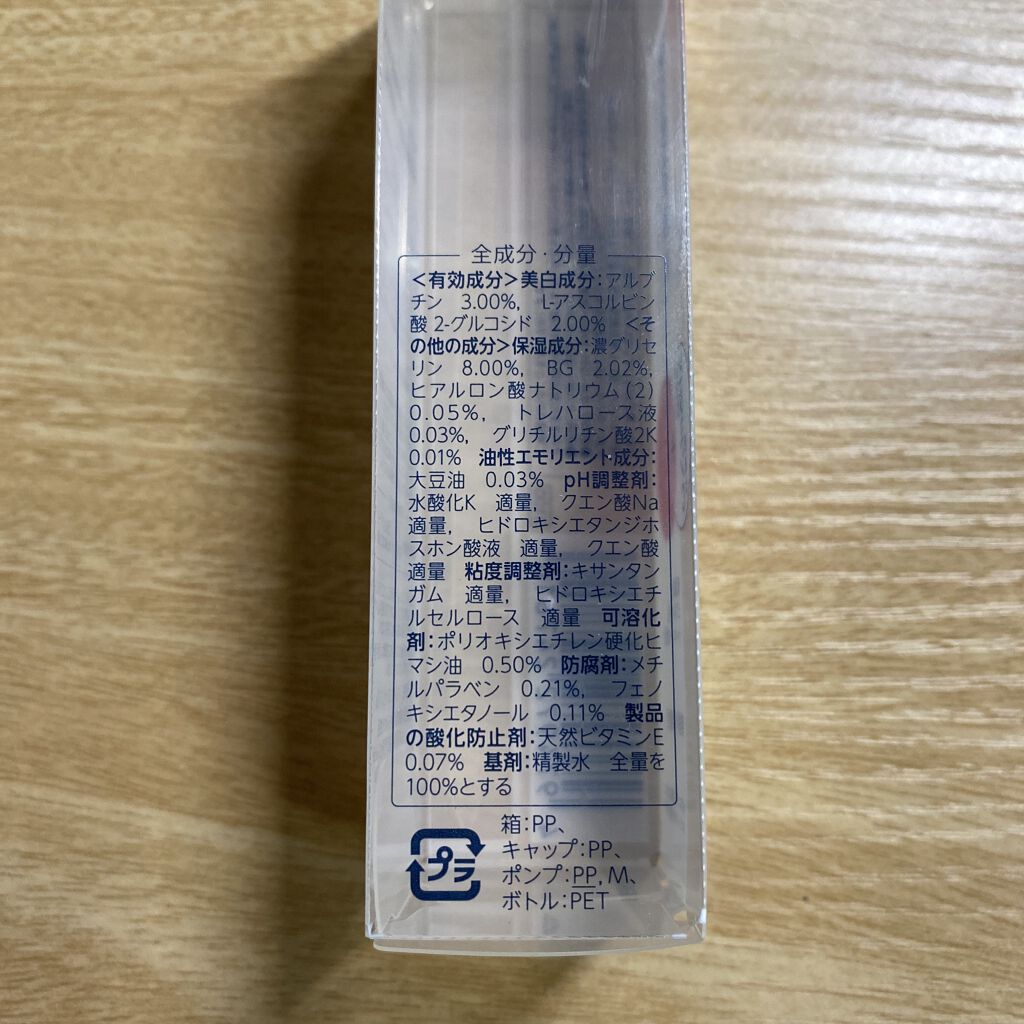 全成分・分量
<有効成分>美白成分:アルブ
チン 3.00%, L-アスコルビン
酸2-グルコシド 2.00% <そ
の他の成分>保湿成分:濃グリセ
リン 8.00%, BG 2.02%,
ヒアルロン酸ナトリウム(2)
0.05%, トレハロース液
0.03%, グリチルリチン酸2K
0.01% 油性エモリエント成分:
大豆油 0.03% pH調整剤:
水酸化K 適量, クエン酸Na
適量, ヒドロキシエタンジホ
スホン酸液 適量, クエン酸
適量 粘度調整剤:キサンタン
ガム 適量, ヒドロキシエチ
ルセルロース 適量 可溶化
剤:ポリオキシエチレン硬化ヒ
マシ油 0.50% 防腐剤:メチ
ルパラベン 0.21%, フェノ
キシエタノール 0.11% 製品
の酸化防止剤:天然ビタミンE
0.07% 基剤:精製水 全量を
100%とする
プラ
箱:PP、
キャップ:PP、
ポンプ:PP,M、
ボトル:PET